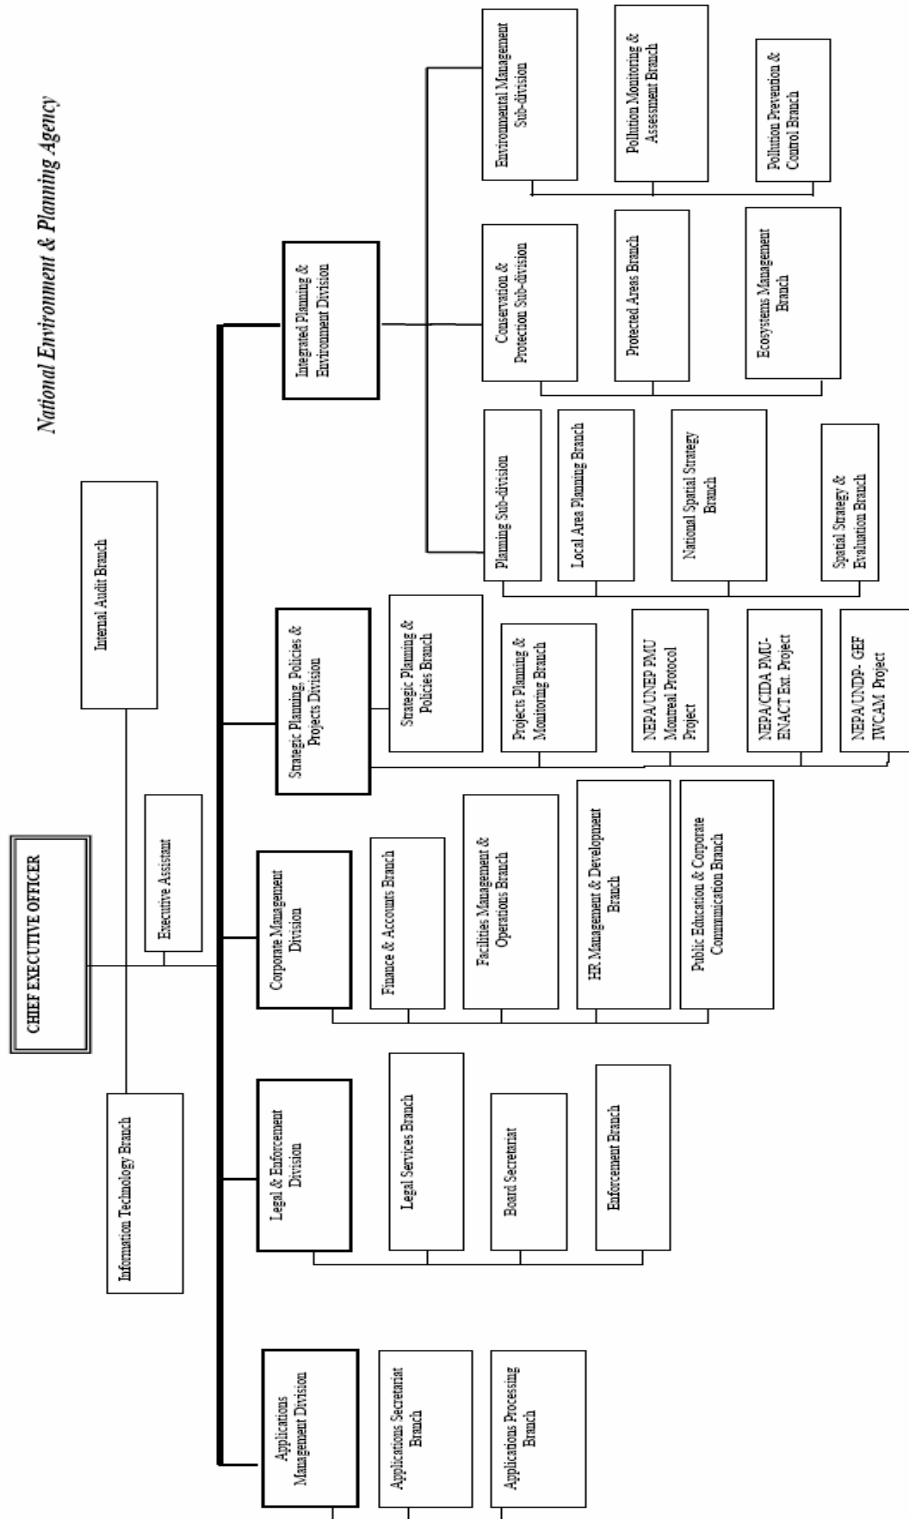 National Environment & Planning Agency
CHIEF EXECUTIVE OFFICER
Information Technology Branch
Internal Audit Branch
Executive Assistant
Applications
Management Division
Applications Secretariat
Branch
Applications Processing
Branch
Legal & Enforcement
Division
Legal Services Branch
Board Secretariat
Enforcement Branch
Corporate Management
Division
Finance & Accounts Branch
Facilities Management &
Operations Branch
HR Management & Development
Branch
Public Education & Corporate
Communication Branch
Strategic Planning, Policies &
Projects Division
Strategic Planning &
Policies Branch
Projects Planning &
Monitoring Branch
NEPA/UNEP PMU
Montreal Protocol
Project
NEPA/CIDA PMU-
ENACT Ext. Project
NEPA/UNDP- GEF
IWCAM Project
Integrated Planning &
Environment Division
Planning Sub-division
Local Area Planning Branch
National Spatial Strategy
Branch
Spatial Strategy &
Evaluation Branch
Conservation &
Protection Sub-division
Protected Areas Branch
Ecosystems Management
Branch
Environmental Management
Sub-division
Pollution Monitoring &
Assessment Branch
Pollution Prevention &
Control Branch